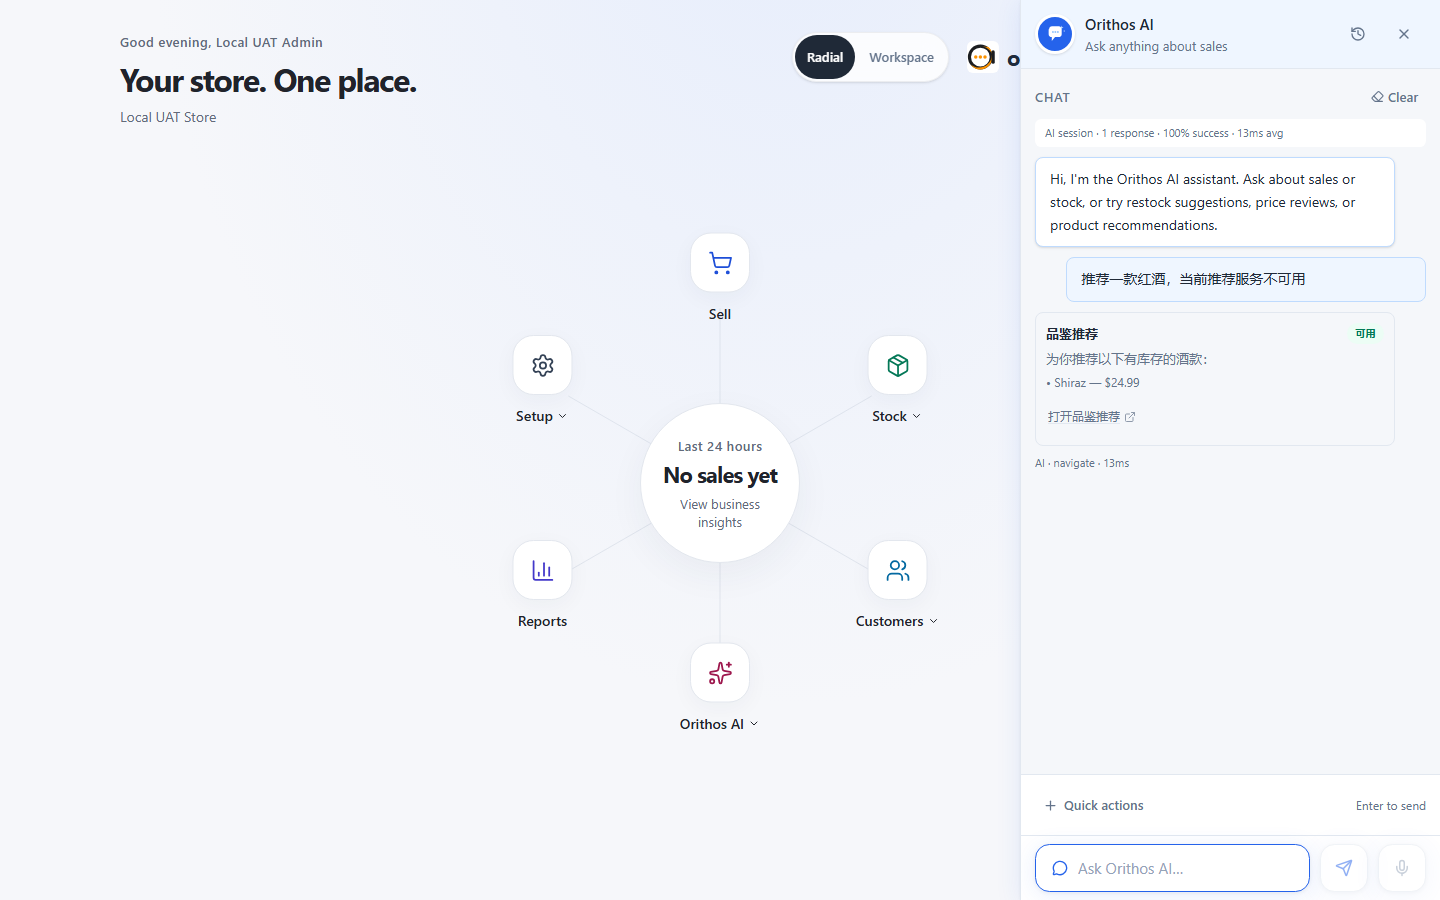 Good evening, Local UAT Admin
Your store. One place.
Local UAT Store
Radial
Workspace
o
Sell
Setup
Stock
Last 24 hours
No sales yet
View business
insights
Reports
Customers
Orithos AI
Orithos AI
Ask anything about sales
CHAT
Clear
AI session · 1 response · 100% success · 13ms avg
Hi, I'm the Orithos AI assistant. Ask about sales or
stock, or try restock suggestions, price reviews, or
product recommendations.
推荐一款红酒，当前推荐服务不可用
品鉴推荐
可用
为你推荐以下有库存的酒款：
• Shiraz — $24.99
打开品鉴推荐
AI · navigate · 13ms
Quick actions
Enter to send
Ask Orithos AI...